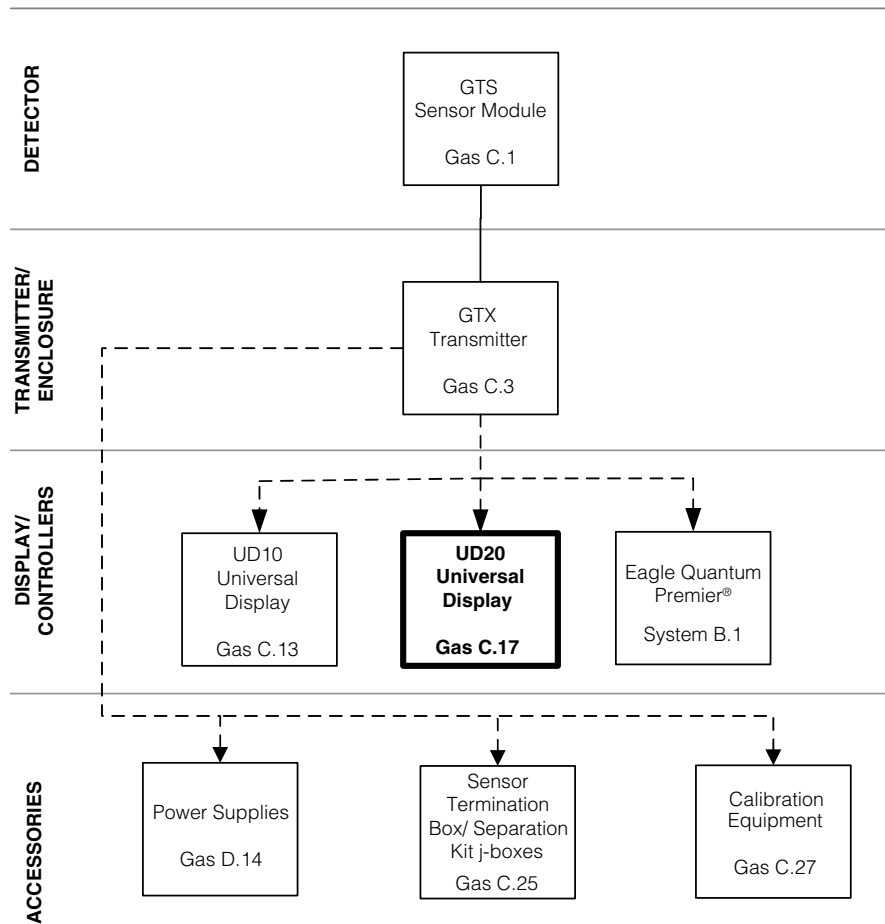 DETECTOR
GTS
Sensor Module
Gas C.1
TRANSMITTER/
ENCLOSURE
GTX
Transmitter
Gas C.3
DISPLAY/
CONTROLLERS
UD10
Universal
Display
Gas C.13
UD20
Universal
Display
Gas C.17
Eagle Quantum
Premier®
System B.1
ACCESSORIES
Power Supplies
Gas D.14
Sensor
Termination
Box/ Separation
Kit j-boxes
Gas C.25
Calibration
Equipment
Gas C.27